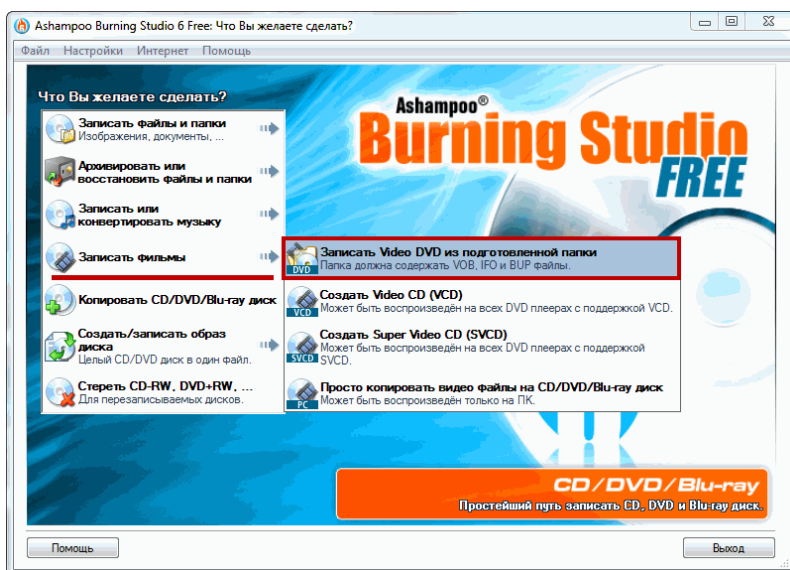 Ashampoo Burning Studio 6 Free: Что Вы желаете сделать?
Файл Настройки Интернет Помощь
Что Вы желаете сделать?
Записать файлы и папки
Изображения, документы, ...
Архивировать или
восстановить файлы и папки
Записать или
конвертировать музыку
Записать фильмы
Копировать CD/DVD/Blu-ray диск
Создать/записать образ
диска
Целый CD/DVD диск в один файл.
Стереть CD-RW, DVD+RW, ...
Для перезаписываемых дисков.
Ashampoo®
Burning Studio
FREE
DVD
Записать Video DVD из подготовленной папки
Папка должна содержать VOB, IFO и BUP файлы.
VCD
Создать Video CD (VCD)
Может быть воспроизведён на всех DVD плеерах с поддержкой VCD.
SVCD
Создать Super Video CD (SVCD)
Может быть воспроизведён на всех DVD плеерах с поддержкой
SVCD.
PC
Просто копировать видео файлы на CD/DVD/Blu-ray диск
Может быть воспроизведён только на ПК.
CD/DVD/Blu-ray
Простейший путь записать CD, DVD и Blu-ray диск.
Помощь
Выход